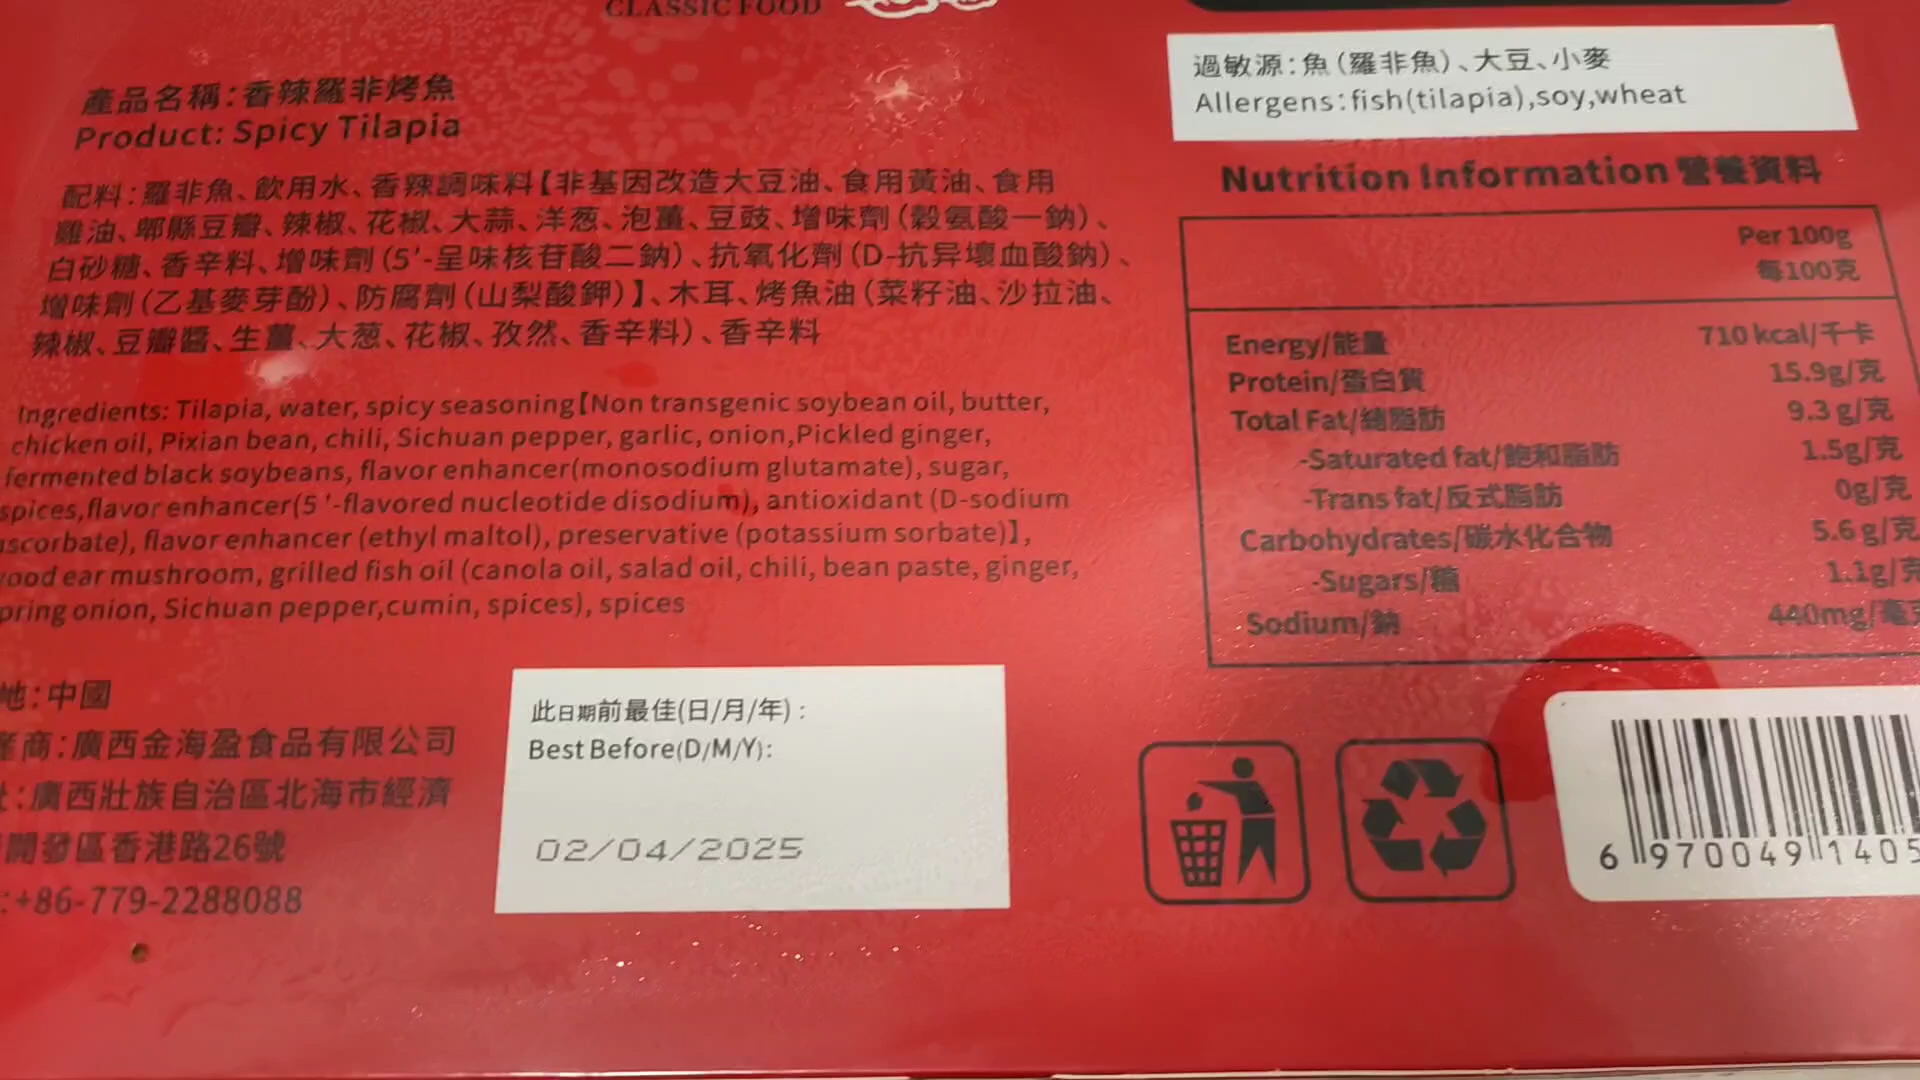 CLASSIC FOOD
產品名稱:香辣羅非烤魚
Product: Spicy Tilapia
配料:羅非魚、飲用水、香辣調味料【非基因改造大豆油、食用黃油、食用
雞油、郫縣豆瓣、辣椒、花椒、大蒜、洋葱、泡薑、豆豉、增味劑(穀氨酸一鈉)、
白砂糖、香辛料、增味劑(5'-呈味核苷酸二鈉)、抗氧化劑(D-抗异壞血酸鈉)、
增味劑(乙基麥芽酚)、防腐劑(山梨酸鉀)】、木耳、烤魚油(菜籽油、沙拉油、
辣椒、豆瓣醬、生薑、大葱、花椒、孜然、香辛料)、香辛料
Ingredients: Tilapia, water, spicy seasoning【Non transgenic soybean oil, butter,
chicken oil, Pixian bean, chili, Sichuan pepper, garlic, onion,Pickled ginger,
fermented black soybeans, flavor enhancer(monosodium glutamate), sugar,
spices,flavor enhancer(5 '-flavored nucleotide disodium), antioxidant (D-sodium
ascorbate), flavor enhancer (ethyl maltol), preservative (potassium sorbate)】,
ood ear mushroom, grilled fish oil (canola oil, salad oil, chili, bean paste, ginger,
pring onion, Sichuan pepper,cumin, spices), spices
地:中國
商:廣西金海盈食品有限公司
:廣西壯族自治區北海市經濟
開發區香港路26號
:+86-779-2288088
此日期前最佳(日/月/年):
Best Before(D/M/Y):
02/04/2025
過敏源:魚(羅非魚)、大豆、小麥
Allergens:fish(tilapia),soy,wheat
Nutrition Information 營養資料
Per 100g
每100克
Energy/能量 710 kcal/千卡
Protein/蛋白質 15.9g/克
Total Fat/總脂肪 9.3 g/克
-Saturated fat/飽和脂肪 1.5g/克
-Trans fat/反式脂肪 0g/克
Carbohydrates/碳水化合物 5.6 g/克
-Sugars/糖 1.1g/克
Sodium/鈉 440mg/毫克
6 970049 1405